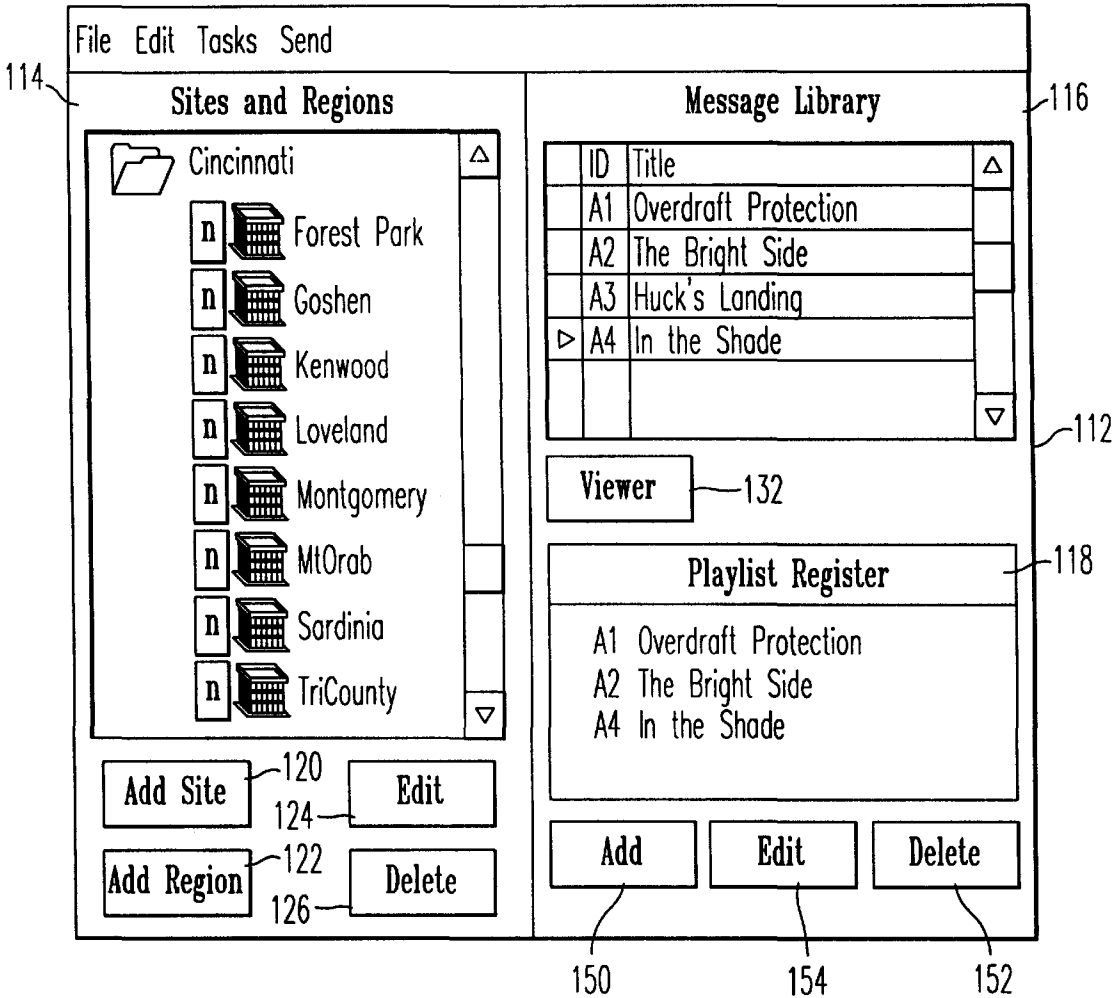 File Edit Tasks Send
114
Sites and Regions
Cincinnati
n Forest Park
n Goshen
n Kenwood
n Loveland
n Montgomery
n MtOrab
n Sardinia
n TriCounty
Add Site
120
Edit
124
Add Region
122
Delete
126
Message Library
116
ID Title
A1 Overdraft Protection
A2 The Bright Side
A3 Huck's Landing
A4 In the Shade
112
Viewer
132
Playlist Register
118
A1 Overdraft Protection
A2 The Bright Side
A4 In the Shade
Add Edit Delete
150 154 152